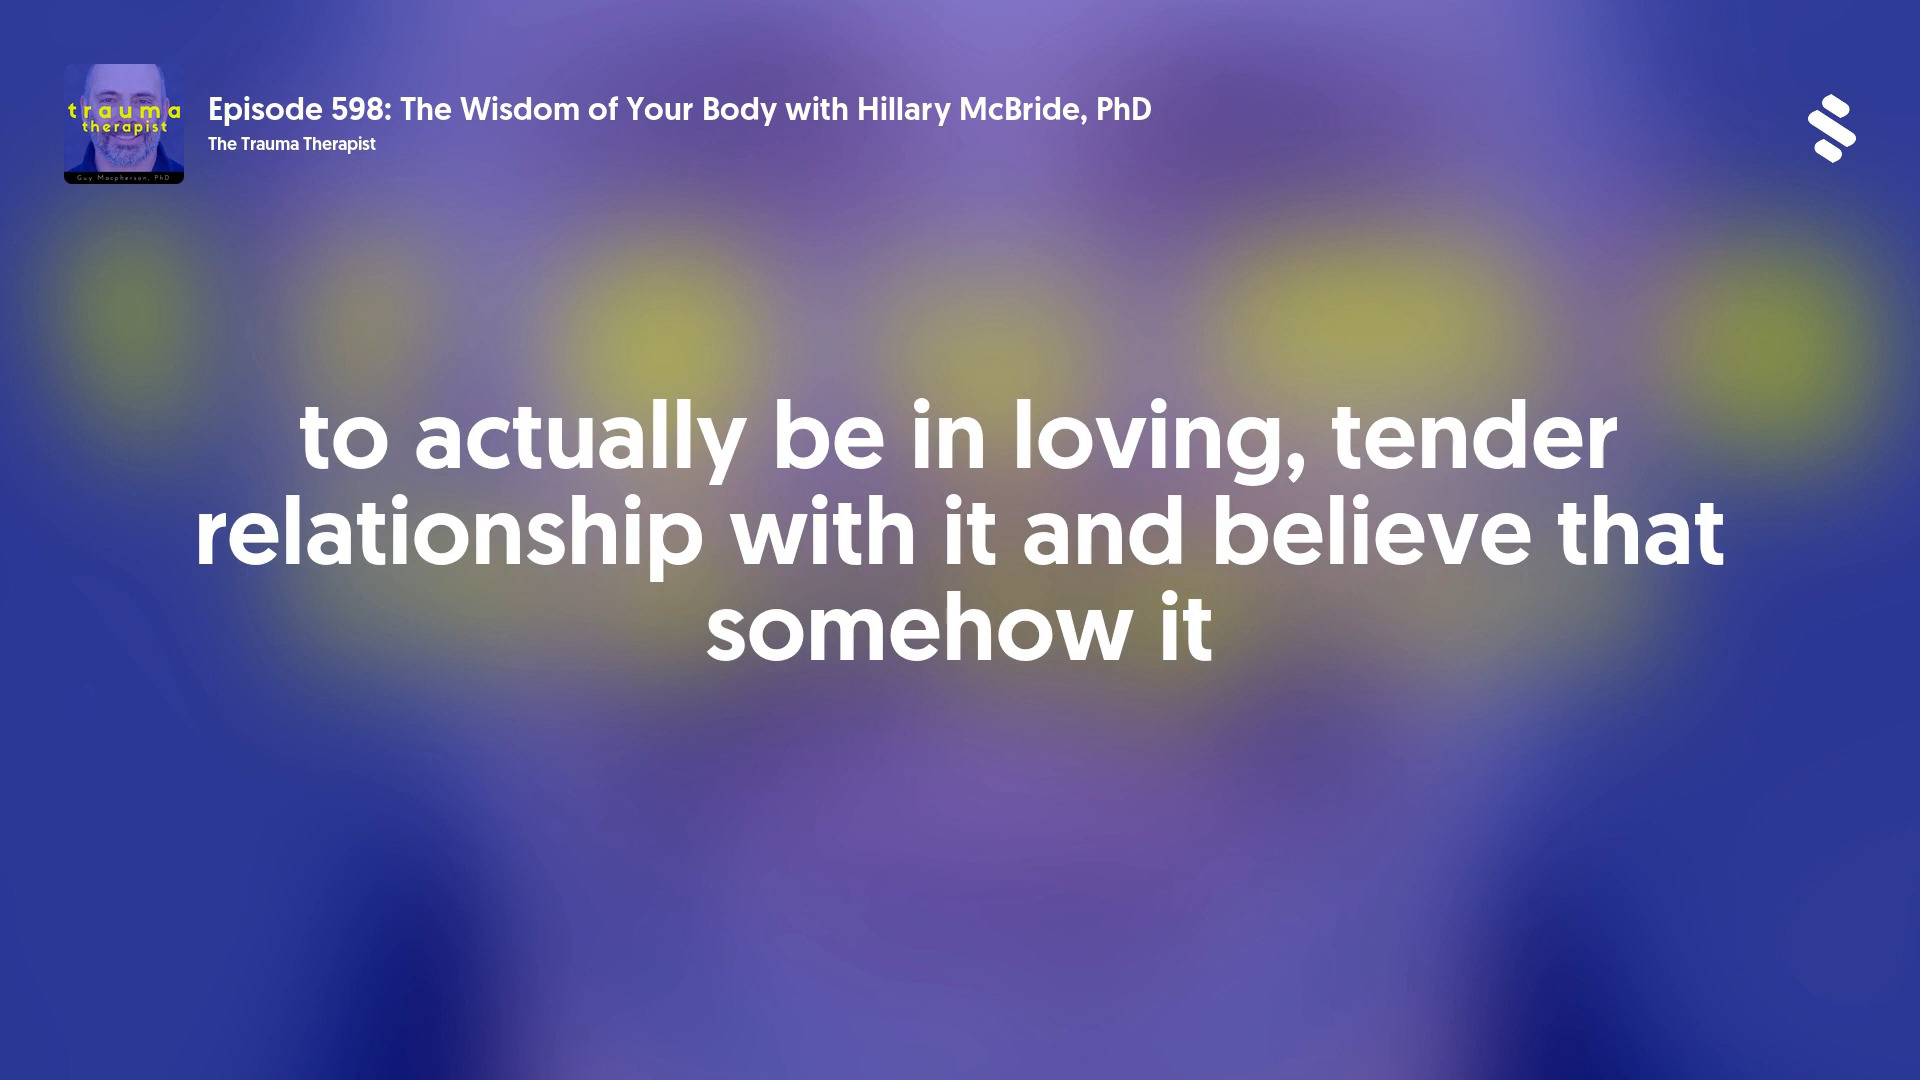 trauma
therapist
Guy Macpherson, PhD
Episode 598: The Wisdom of Your Body with Hillary McBride, PhD
The Trauma Therapist
to actually be in loving, tender
relationship with it and believe that
somehow it